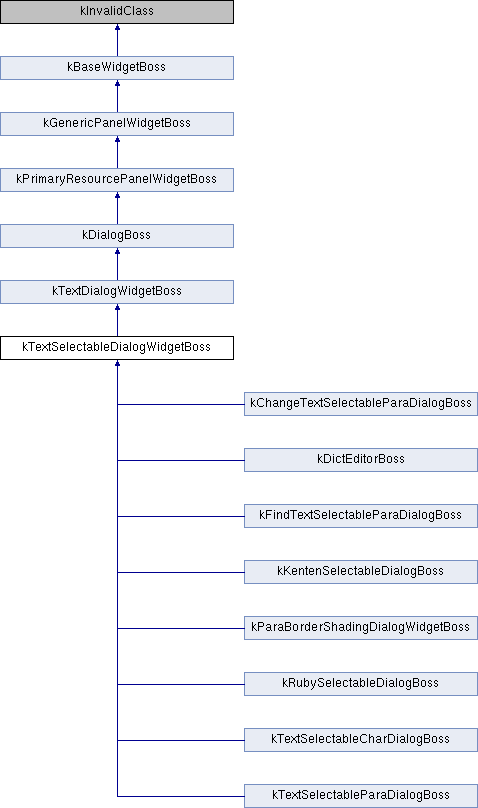 kInvalidClass
kBaseWidgetBoss
kGenericPanelWidgetBoss
kPrimaryResourcePanelWidgetBoss
kDialogBoss
kTextDialogWidgetBoss
kTextSelectableDialogWidgetBoss
kChangeTextSelectableParaDialogBoss
kDictEditorBoss
kFindTextSelectableParaDialogBoss
kKentenSelectableDialogBoss
kParaBorderShadingDialogWidgetBoss
kRubySelectableDialogBoss
kTextSelectableCharDialogBoss
kTextSelectableParaDialogBoss